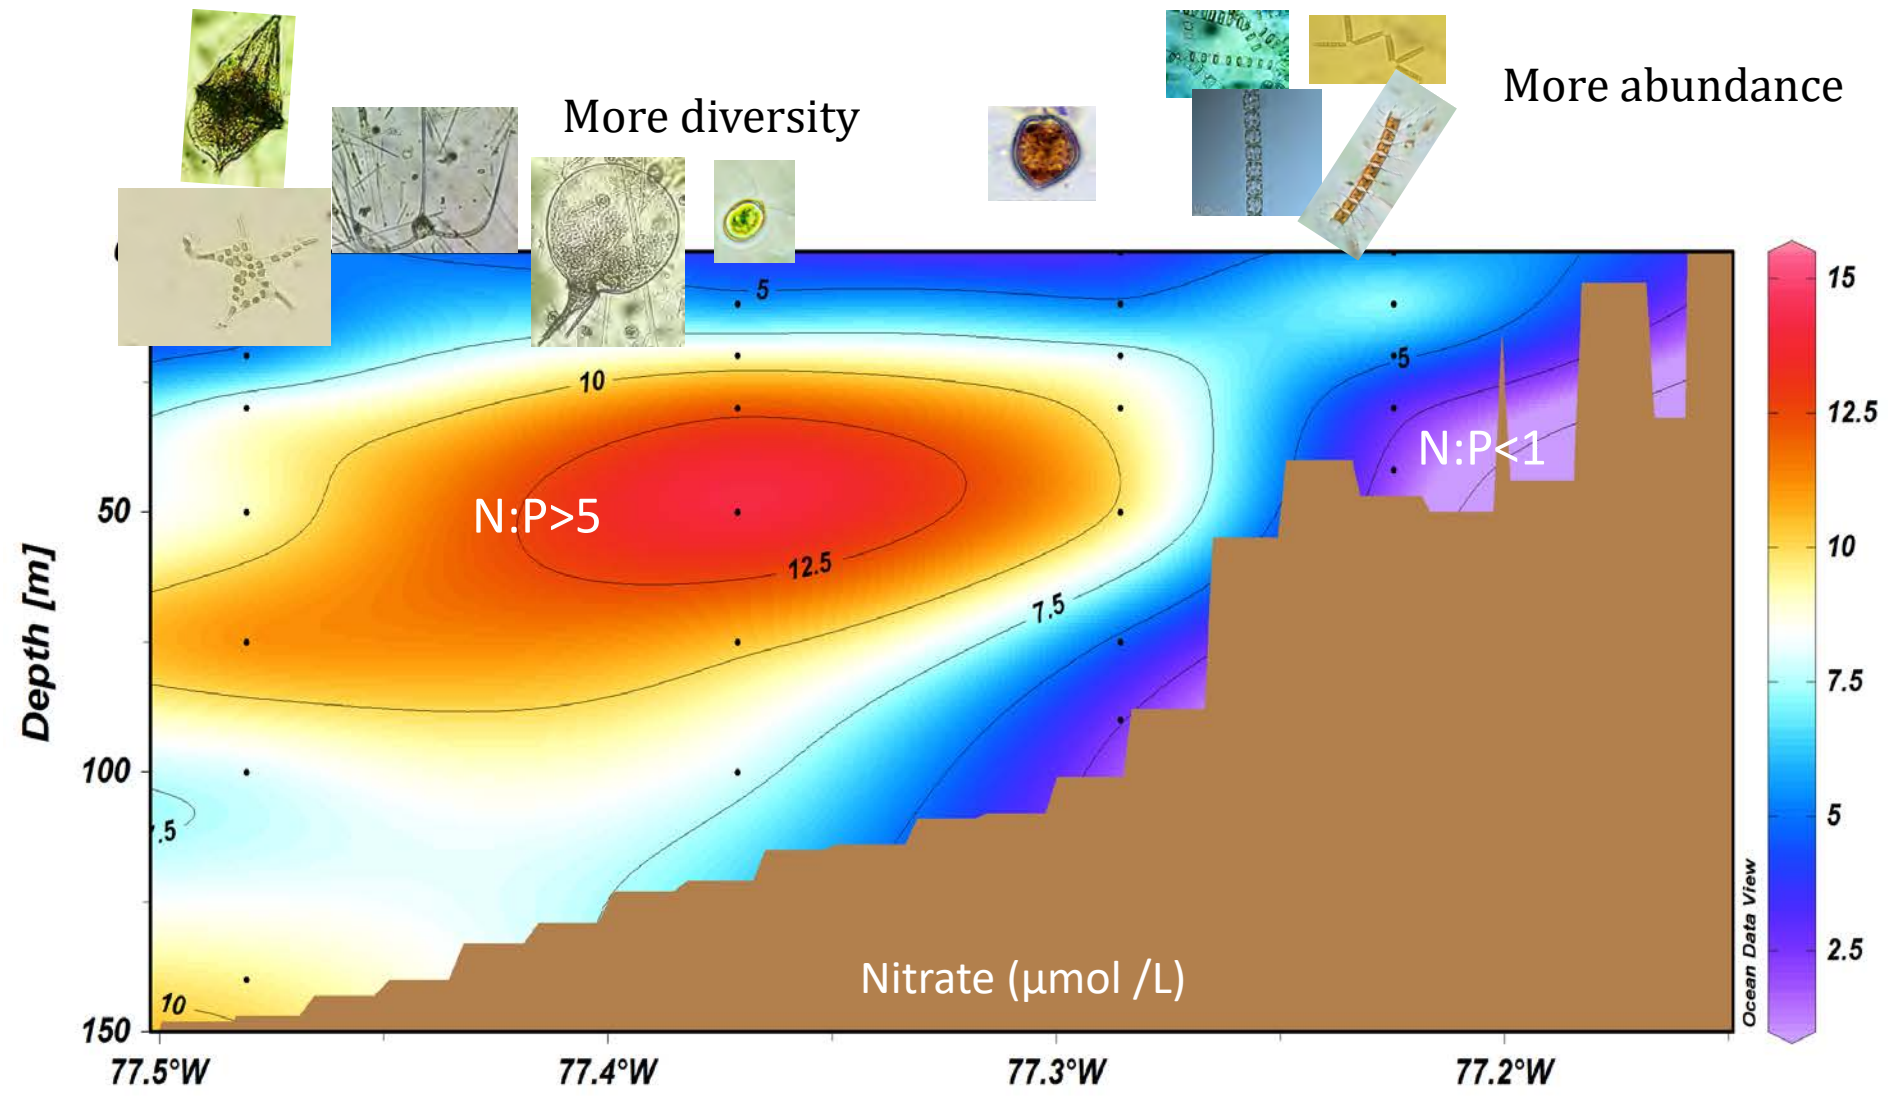 More diversity
More abundance
5
10
5
N:P<1
N:P>5
12.5
7.5
.5
10
Nitrate (µmol /L)
Depth [m]
50
100
150
77.5°W
77.4°W
77.3°W
77.2°W
15
12.5
10
7.5
5
2.5
Ocean Data View